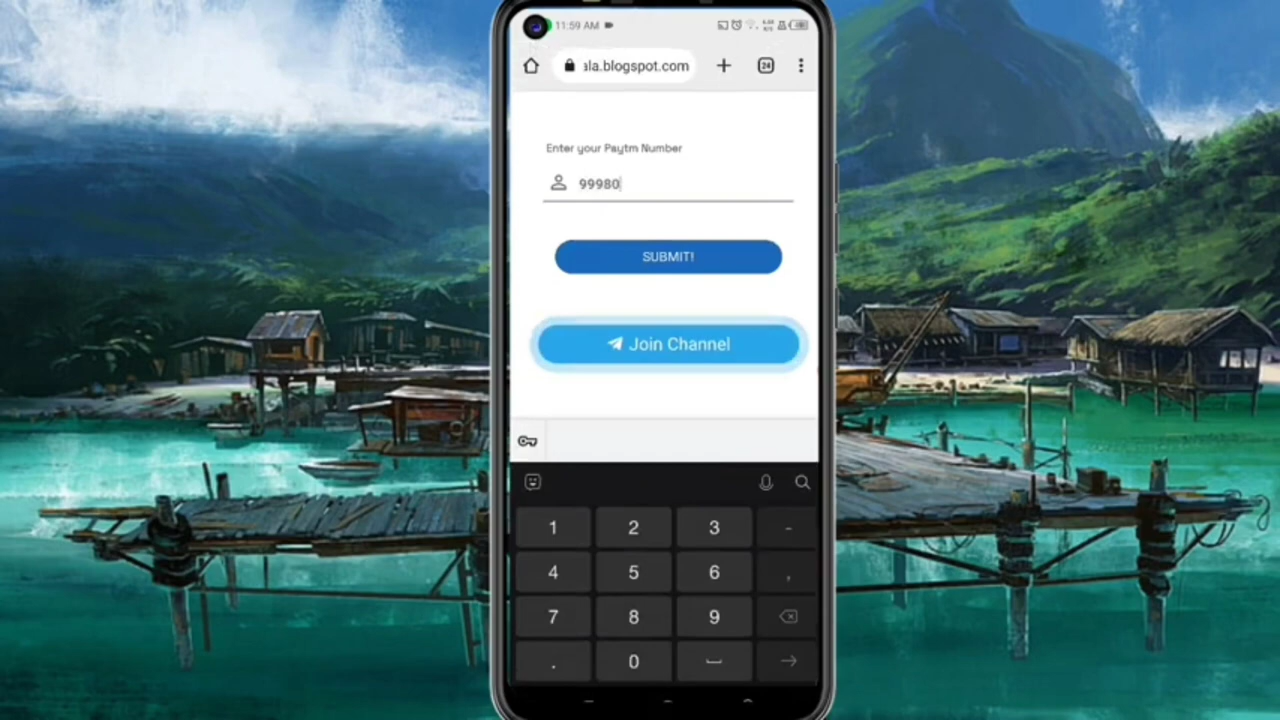 11:59 AM
ala.blogspot.com
24
Enter your Paytm Number
99980
SUBMIT!
Join Channel
1 2 3 -
4 5 6 ,
7 8 9
. 0